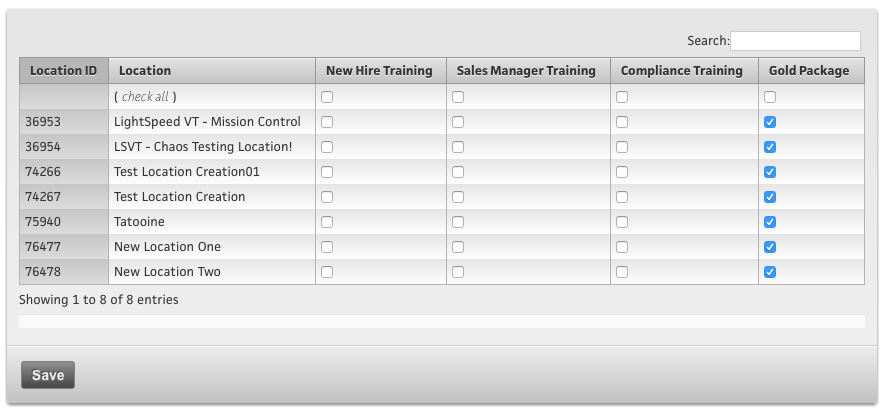 Search:
Location ID Location New Hire Training Sales Manager Training Compliance Training Gold Package
( check all )
36953 LightSpeed VT - Mission Control
36954 LSVT - Chaos Testing Location!
74266 Test Location Creation01
74267 Test Location Creation
75940 Tatooine
76477 New Location One
76478 New Location Two
Showing 1 to 8 of 8 entries
Save